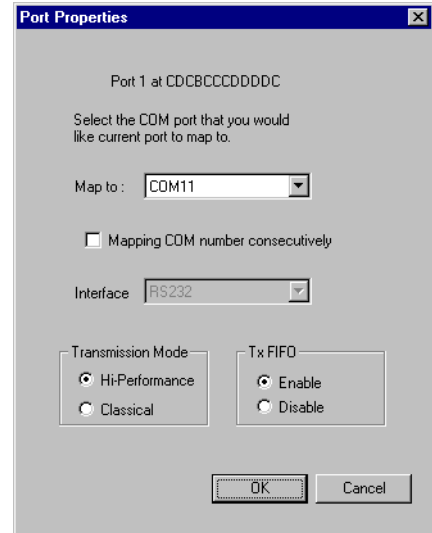 Port Properties
Port 1 at CDCBCCCDDDDC
Select the COM port that you would
like current port to map to.
Map to : COM11
Mapping COM number consecutively
Interface RS232
Transmission Mode
Hi-Performance
Classical
Tx FIFO
Enable
Disable
OK Cancel